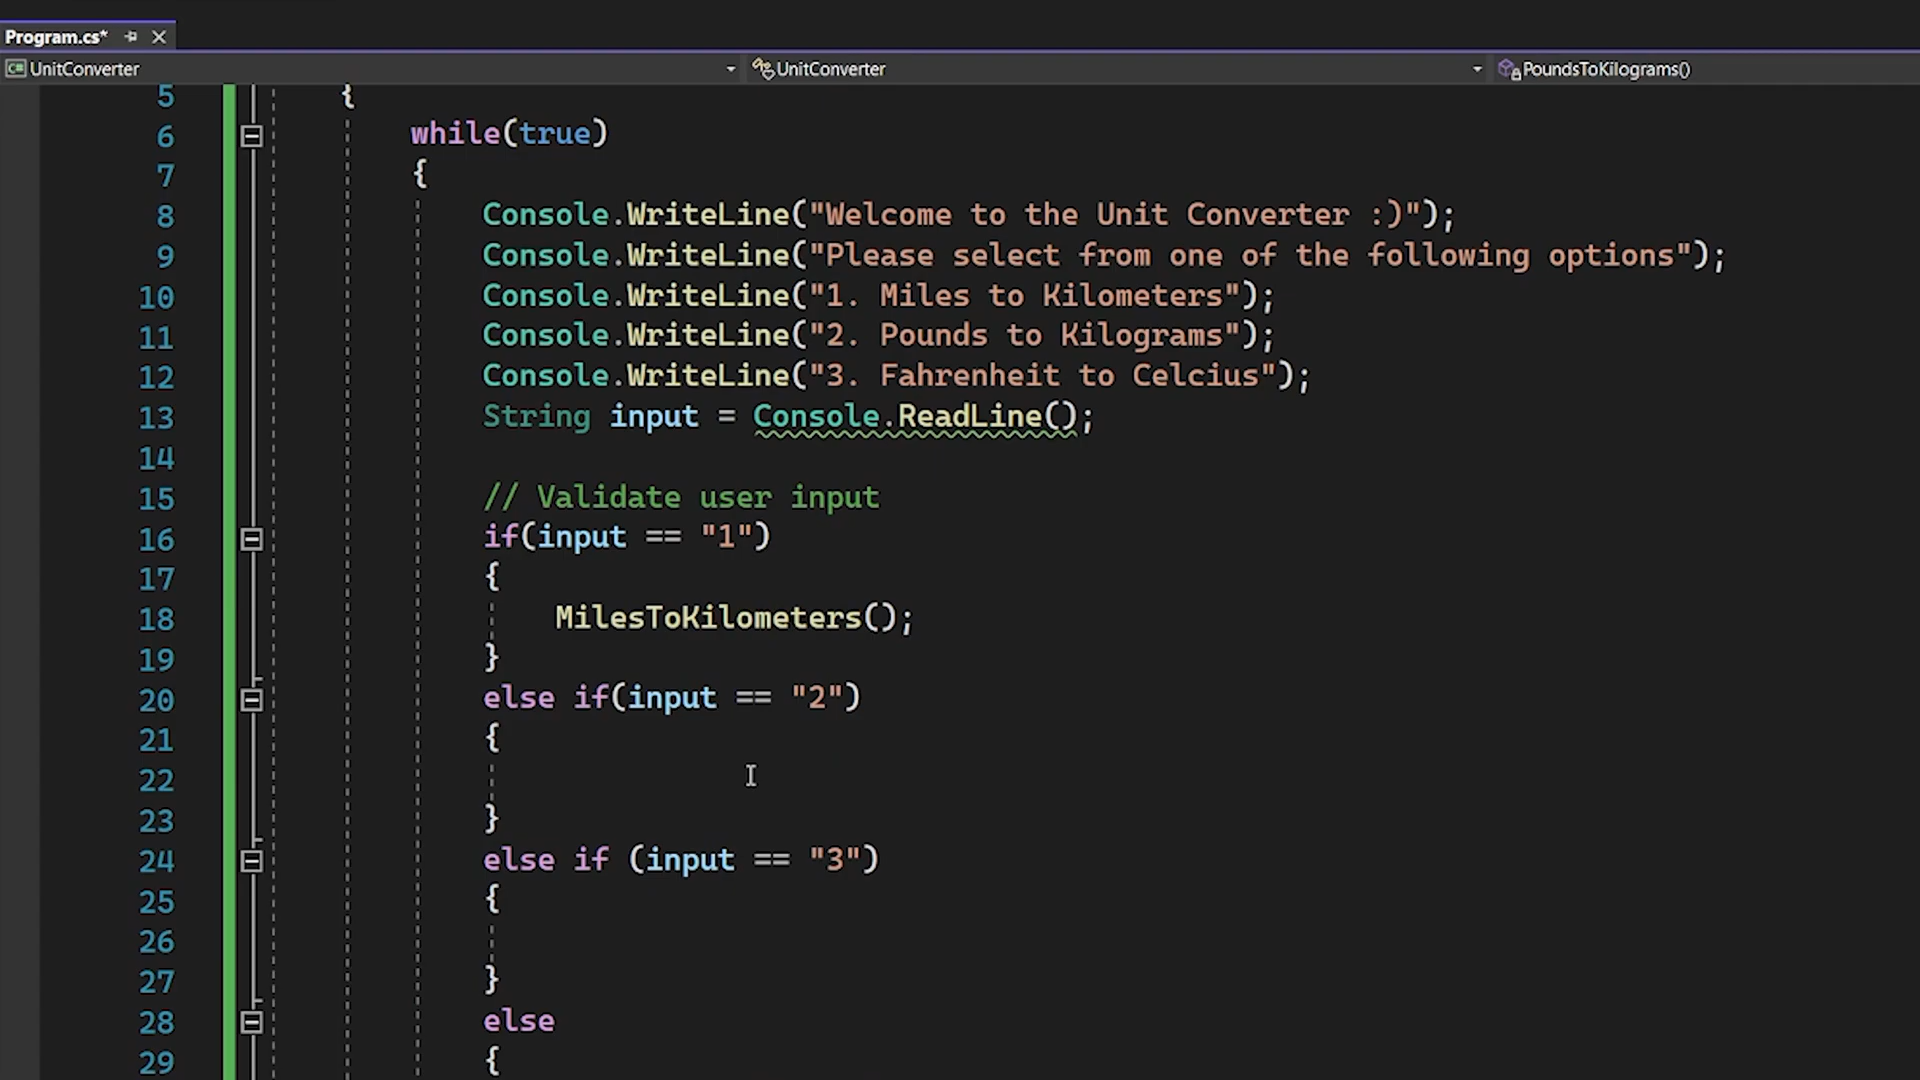 Program.cs*
UnitConverter UnitConverter PoundsToKilograms()
5 {
6 while(true)
7 {
8 Console.WriteLine("Welcome to the Unit Converter :)");
9 Console.WriteLine("Please select from one of the following options");
10 Console.WriteLine("1. Miles to Kilometers");
11 Console.WriteLine("2. Pounds to Kilograms");
12 Console.WriteLine("3. Fahrenheit to Celcius");
13 String input = Console.ReadLine();
14
15 // Validate user input
16 if(input == "1")
17 {
18 MilesToKilometers();
19 }
20 else if(input == "2")
21 {
22
23 }
24 else if (input == "3")
25 {
26
27 }
28 else
29 {